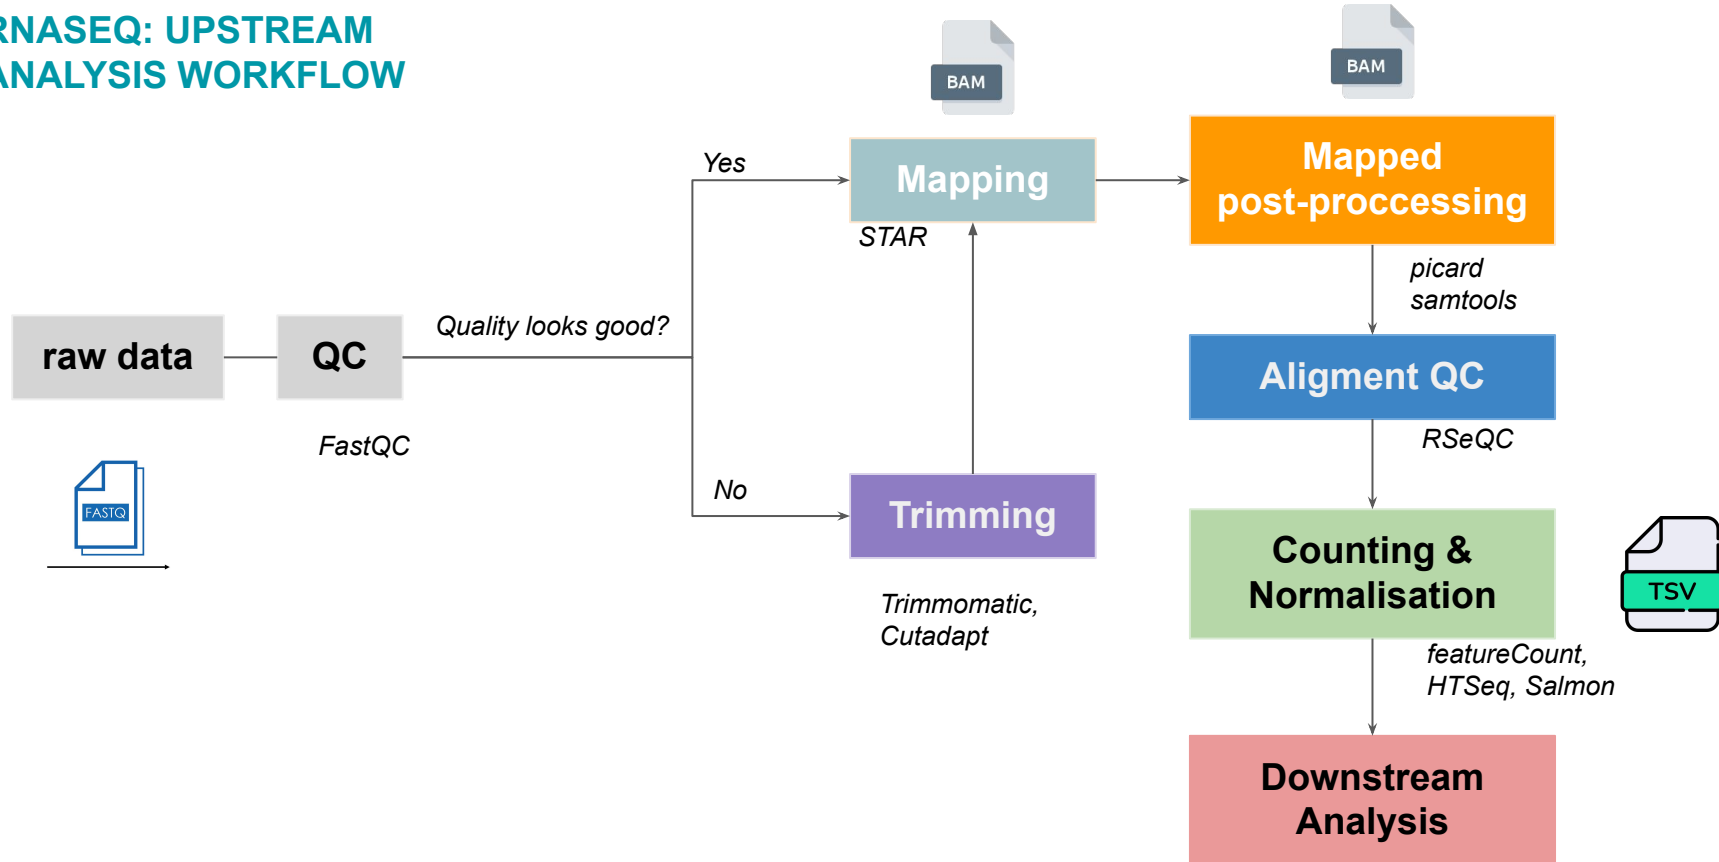 RNASEQ: UPSTREAM
ANALYSIS WORKFLOW
BAM
BAM
Yes
Mapping
STAR
Mapped
post-proccessing
picard
samtools
Quality looks good?
raw data
QC
FastQC
FASTQ
Aligment QC
RSeQC
No
Trimming
Trimmomatic,
Cutadapt
Counting &
Normalisation
TSV
featureCount,
HTSeq, Salmon
Downstream
Analysis